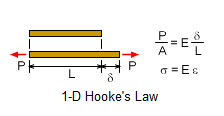 P
L
δ
P
P/A = E δ/L
σ = E ε
1-D Hooke's Law